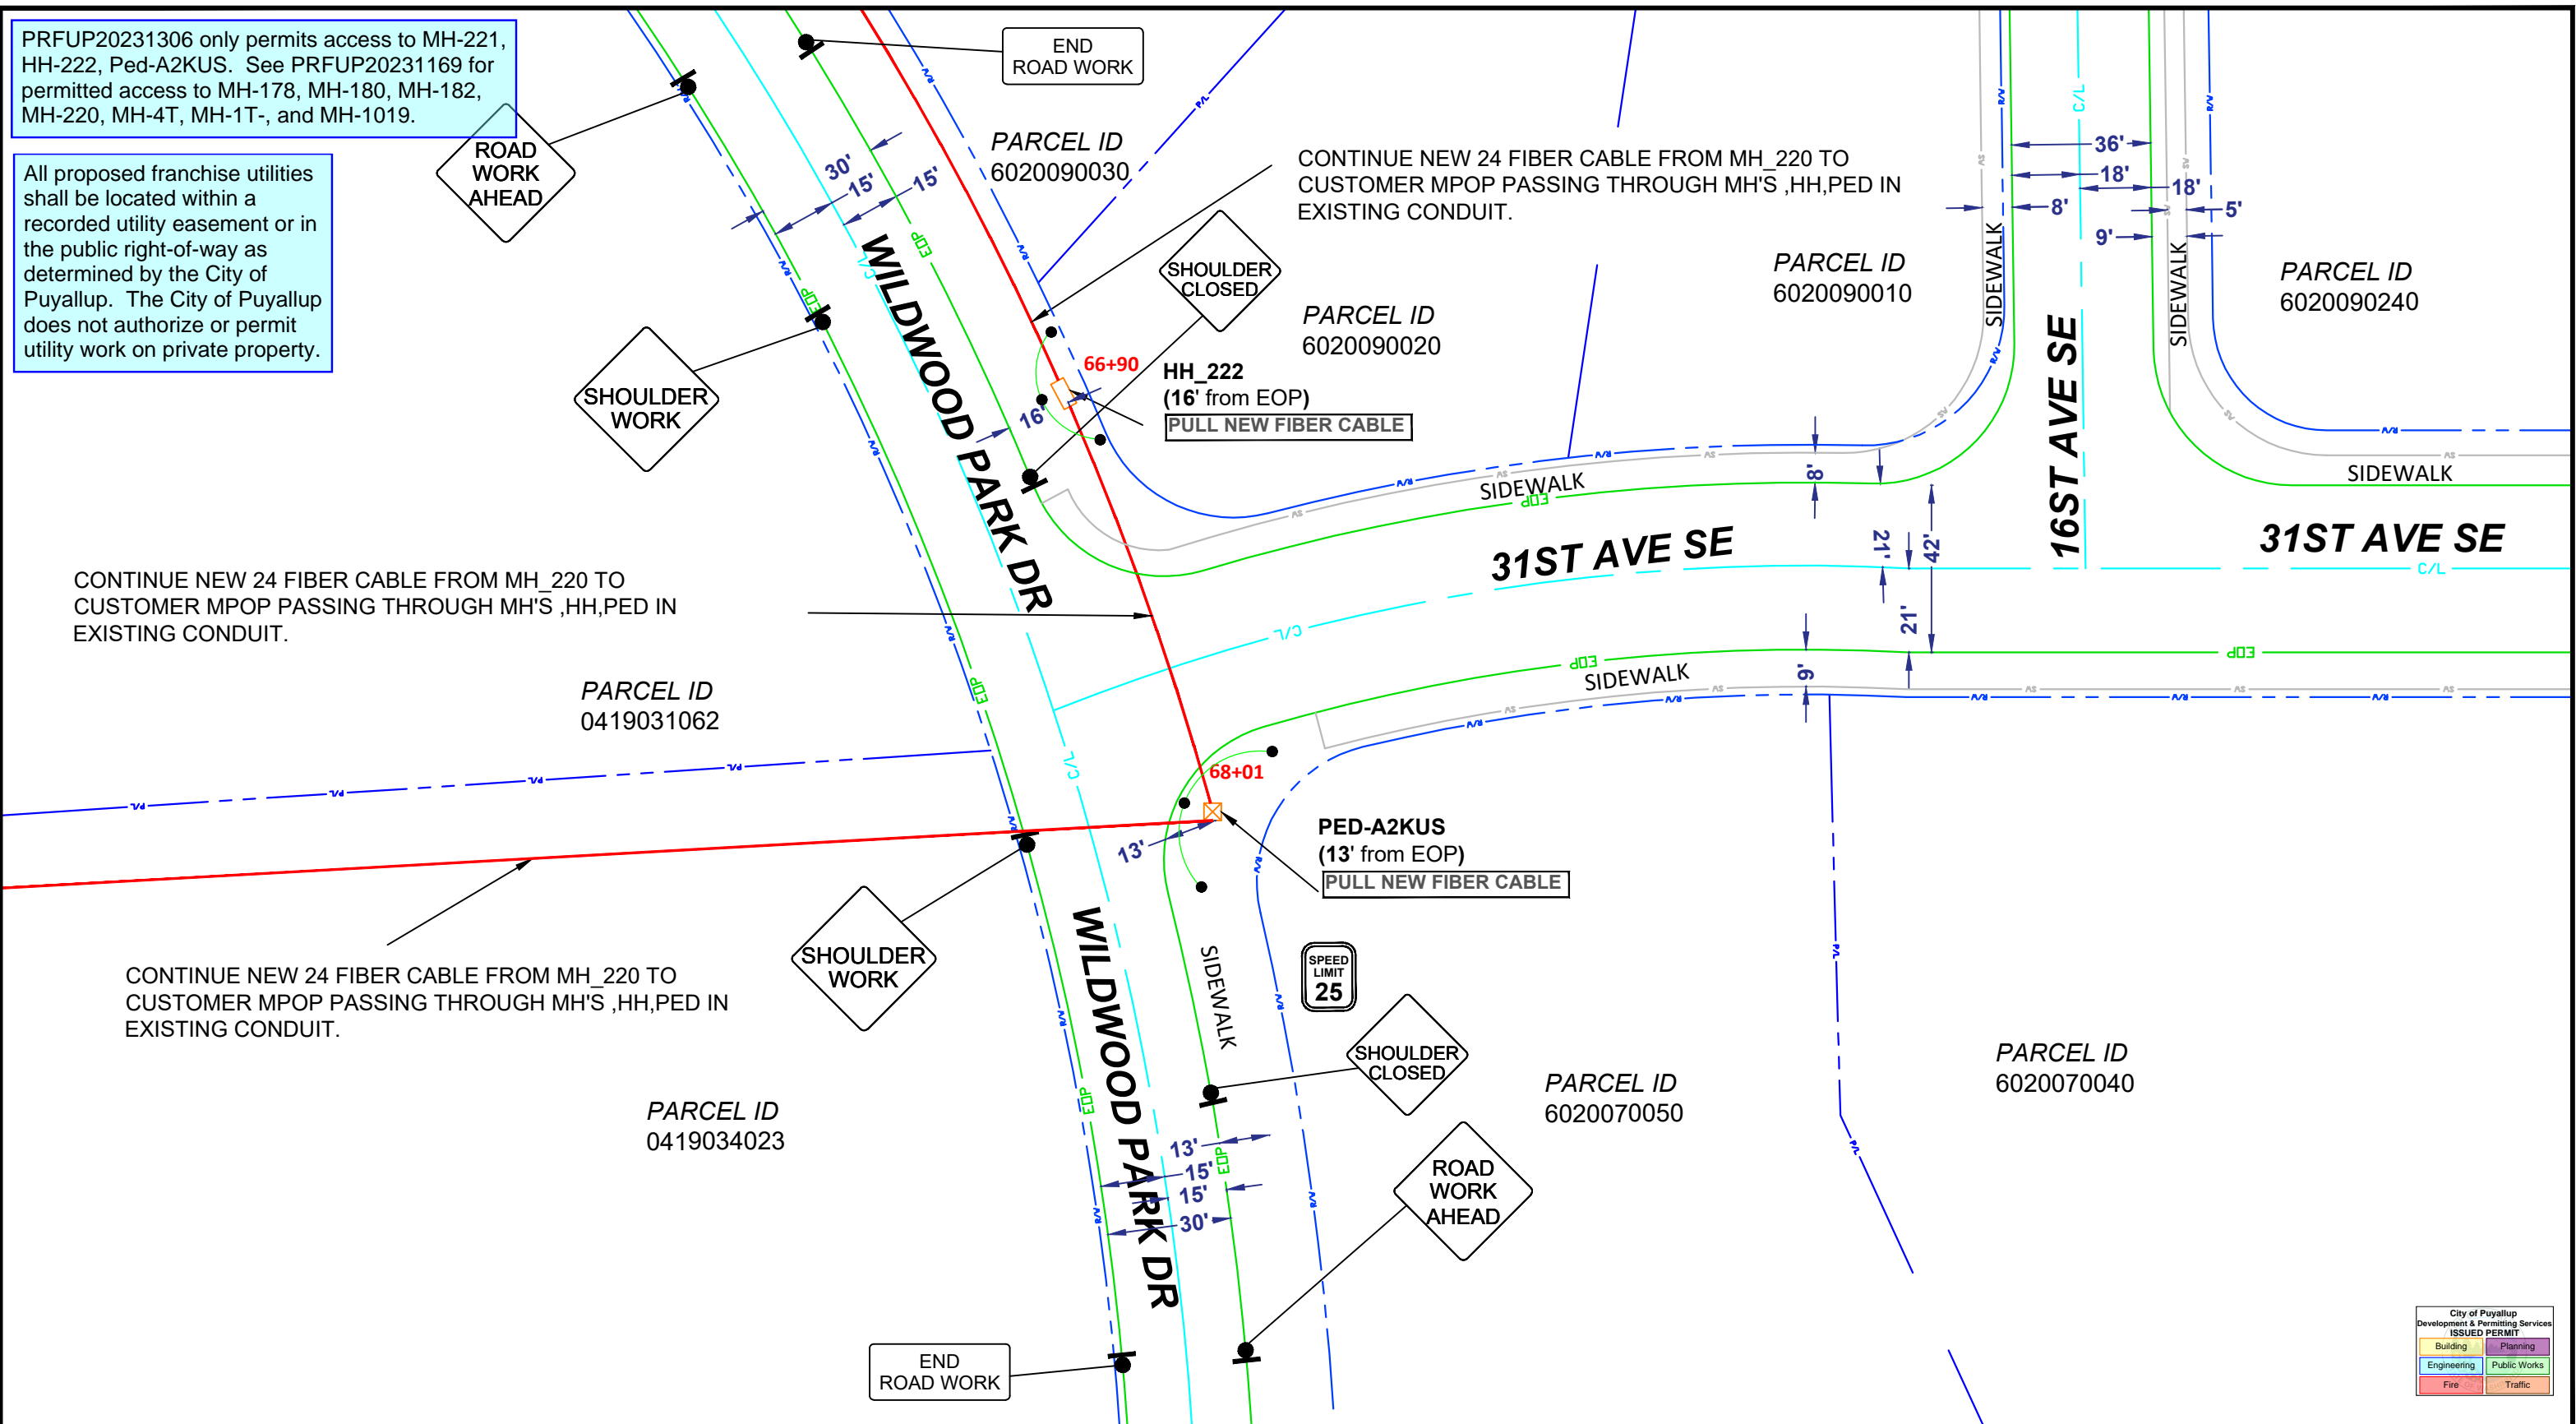 PRFUP20231306 only permits access to MH-221,
HH-222, Ped-A2KUS.  See PRFUP20231169 for
permitted access to MH-178, MH-180, MH-182,
MH-220, MH-4T, MH-1T-, and MH-1019.
All proposed franchise utilities
shall be located within a
recorded utility easement or in
the public right-of-way as
determined by the City of
Puyallup.  The City of Puyallup
does not authorize or permit
utility work on private property.
END
ROAD WORK
ROAD
WORK
AHEAD
PARCEL ID
6020090030
CONTINUE NEW 24 FIBER CABLE FROM MH_220 TO
CUSTOMER MPOP PASSING THROUGH MH'S ,HH,PED IN
EXISTING CONDUIT.
30'
15'
15'
SHOULDER
CLOSED
PARCEL ID
6020090020
PARCEL ID
6020090010
PARCEL ID
6020090240
36'
18'
18'
8'
5'
9'
SIDEWALK
SIDEWALK
16ST AVE SE
SHOULDER
WORK
WILDWOOD PARK DR
66+90
16'
HH_222
(16' from EOP)
PULL NEW FIBER CABLE
SIDEWALK
8'
SIDEWALK
31ST AVE SE
31ST AVE SE
21'
42'
21'
9'
SIDEWALK
CONTINUE NEW 24 FIBER CABLE FROM MH_220 TO
CUSTOMER MPOP PASSING THROUGH MH'S ,HH,PED IN
EXISTING CONDUIT.
PARCEL ID
0419031062
68+01
13'
PED-A2KUS
(13' from EOP)
PULL NEW FIBER CABLE
SHOULDER
WORK
CONTINUE NEW 24 FIBER CABLE FROM MH_220 TO
CUSTOMER MPOP PASSING THROUGH MH'S ,HH,PED IN
EXISTING CONDUIT.
WILDWOOD PARK DR
SIDEWALK
SPEED
LIMIT
25
SHOULDER
CLOSED
PARCEL ID
0419034023
PARCEL ID
6020070050
PARCEL ID
6020070040
13'
15'
15'
30'
ROAD
WORK
AHEAD
END
ROAD WORK
R/W
P/L
C/L
EOP
SW
City of Puyallup
Development & Permitting Services
ISSUED PERMIT
Building
Planning
Engineering
Public Works
Fire
Traffic